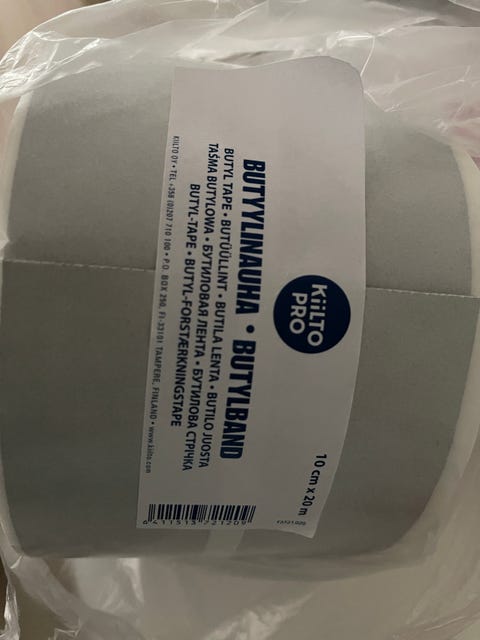 KiiLTO
PRO
BUTYYLINAUHA • BUTYLBAND
BUTYL TAPE • BUTÜÜLLINT • BUTILA LENTA • BUTILO JUOSTA
TAŚMA BUTYLOWA • БУТИЛОВАЯ ЛЕНТА • БУТИЛОВА СТРІЧКА
BUTYL-TAPE • BUTYL-FORSTÆRKNINGSTAPE
KIILTO OY • TEL +358 (0)207 710 100 • P.O. BOX 250, FI-33101 TAMPERE, FINLAND • www.kiilto.com
10 cm x 20 m
6 411513 721209